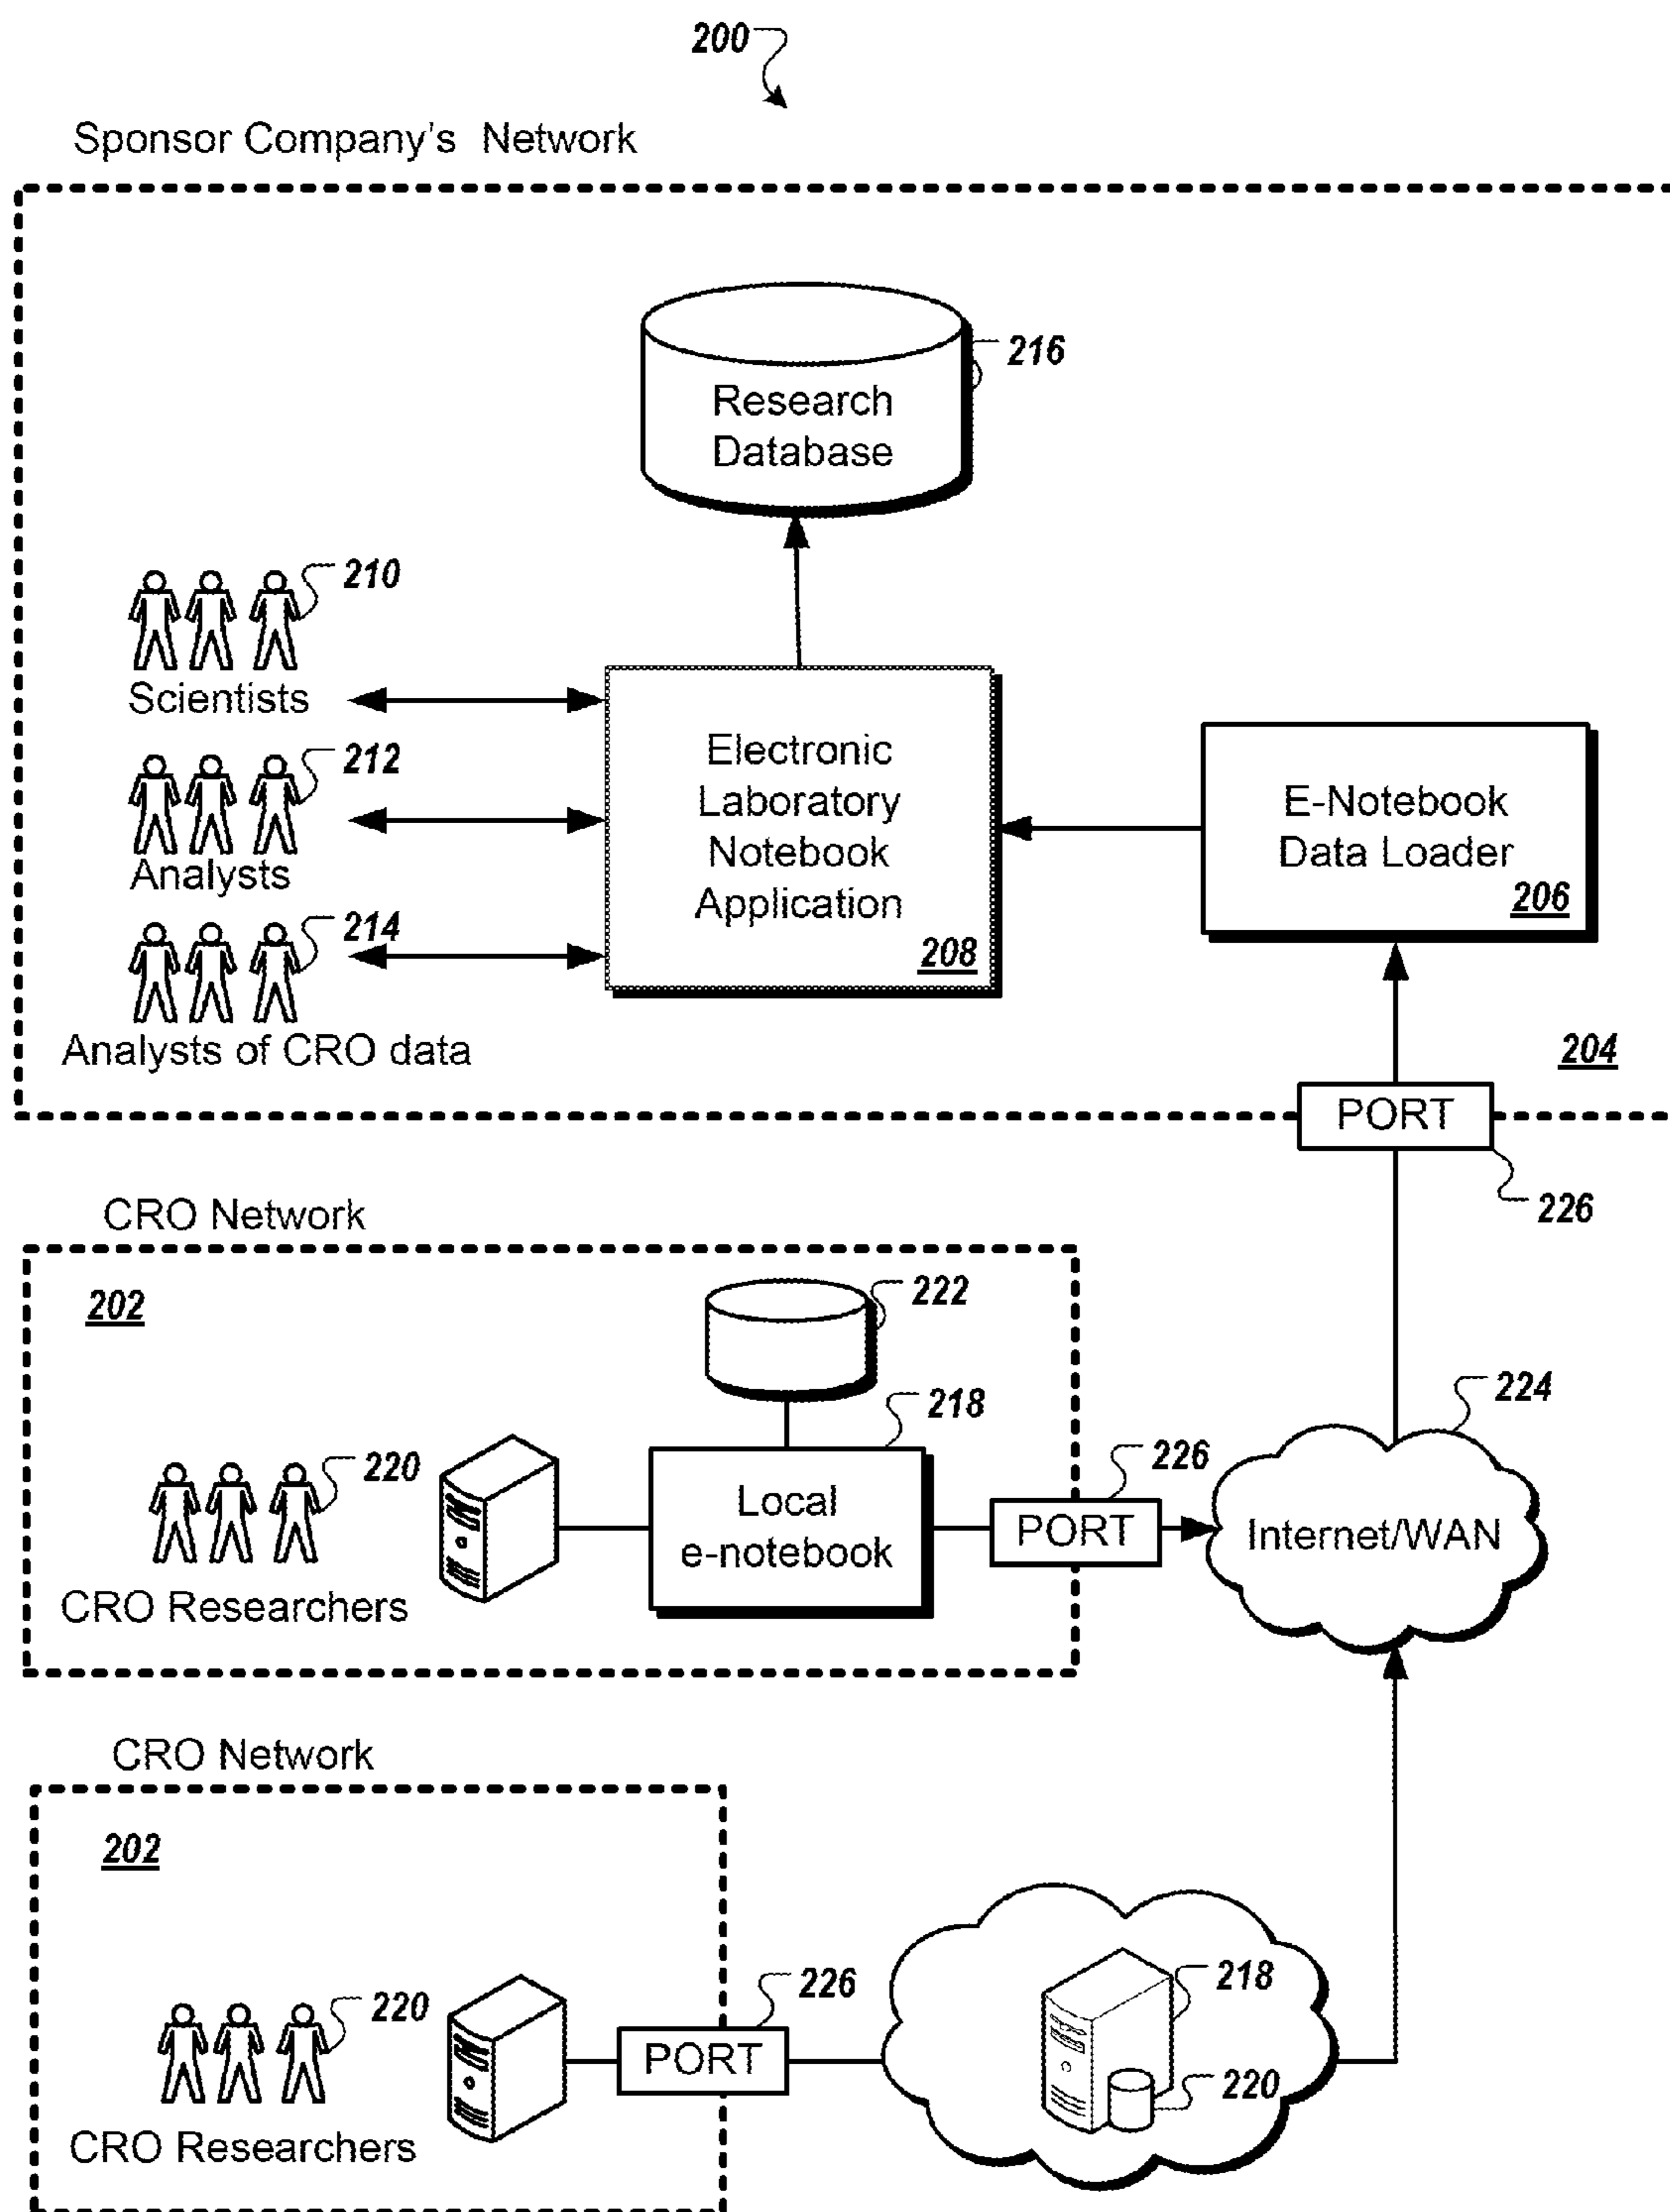 200
Sponsor Company's Network
216
Research
Database
210
Scientists
212
Analysts
214
Analysts of CRO data
Electronic
Laboratory
Notebook
Application
208
E-Notebook
Data Loader
206
204
PORT
226
CRO Network
202
222
218
220
CRO Researchers
Local
e-notebook
226
PORT
224
Internet/WAN
CRO Network
202
220
CRO Researchers
226
PORT
218
220